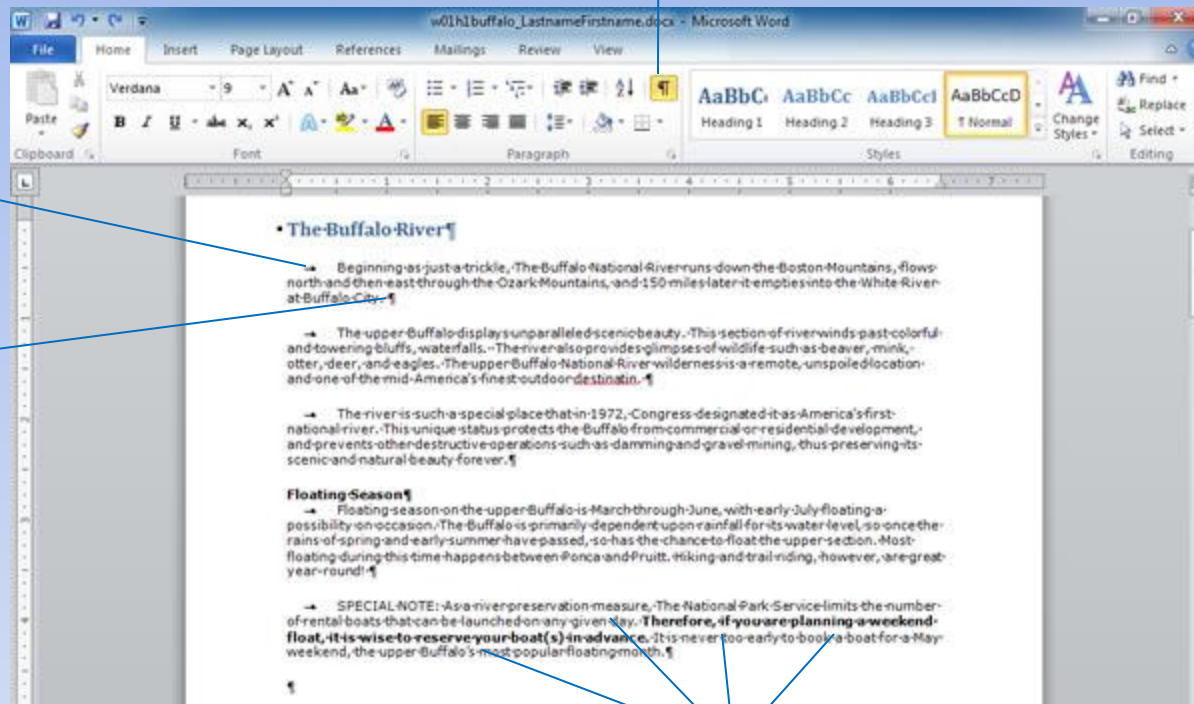 w01h1buffalo_LastnameFirstname.docx - Microsoft Word
File Home Insert Page Layout References Mailings Review View
Paste
Verdana 9
Aa
B I U abc x, x'
AaBbC AaBbCc AaBbCcI AaBbCcD
Heading 1 Heading 2 Heading 3 ¶ Normal
Change Styles
Find
Replace
Select
Clipboard Font Paragraph Styles Editing
1 2 3 4 5 6 7
The Buffalo River¶
Beginning as just a trickle, The Buffalo National River runs down the Boston Mountains, flows
north and then east through the Ozark Mountains, and 150 miles later it empties into the White River
at Buffalo City. ¶
The upper Buffalo displays unparalleled scenic beauty. This section of river winds past colorful
and towering bluffs, waterfalls. The river also provides glimpses of wildlife such as beaver, mink,
otter, deer, and eagles. The upper Buffalo National River wilderness is a remote, unspoiled location
and one of the mid-America's finest outdoor destinatin. ¶
The river is such a special place that in 1972, Congress designated it as America's first
national river. This unique status protects the Buffalo from commercial or residential development,
and prevents other destructive operations such as damming and gravel mining, thus preserving its
scenic and natural beauty forever.¶
Floating Season¶
Floating season on the upper Buffalo is March through June, with early July floating a
possibility on occasion. The Buffalo is primarily dependent upon rainfall for its water level, so once the
rains of spring and early summer have passed, so has the chance to float the upper section. Most
floating during this time happens between Ponca and Pruitt. Hiking and trail riding, however, are great
year-round! ¶
SPECIAL NOTE: As a river preservation measure, The National Park Service limits the number
of rental boats that can be launched on any given day. Therefore, if you are planning a weekend
float, it is wise to reserve your boat(s) in advance. It is never too early to book a boat for a May
weekend, the upper Buffalo's most popular floating month.¶
¶